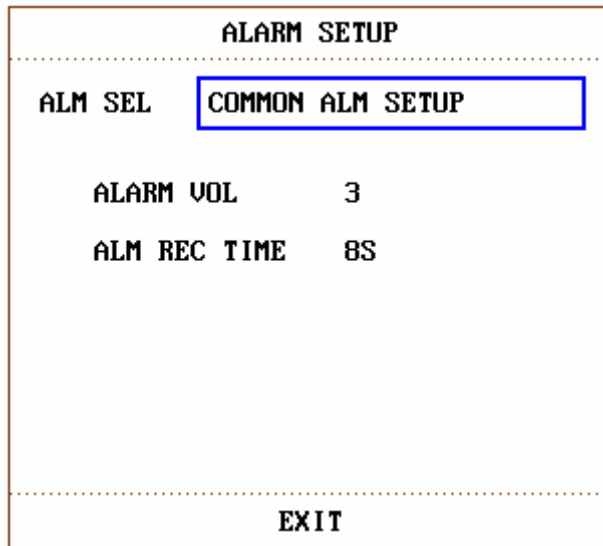 ALARM SETUP
ALM SEL COMMON ALM SETUP
ALARM VOL 3
ALM REC TIME 8S
EXIT